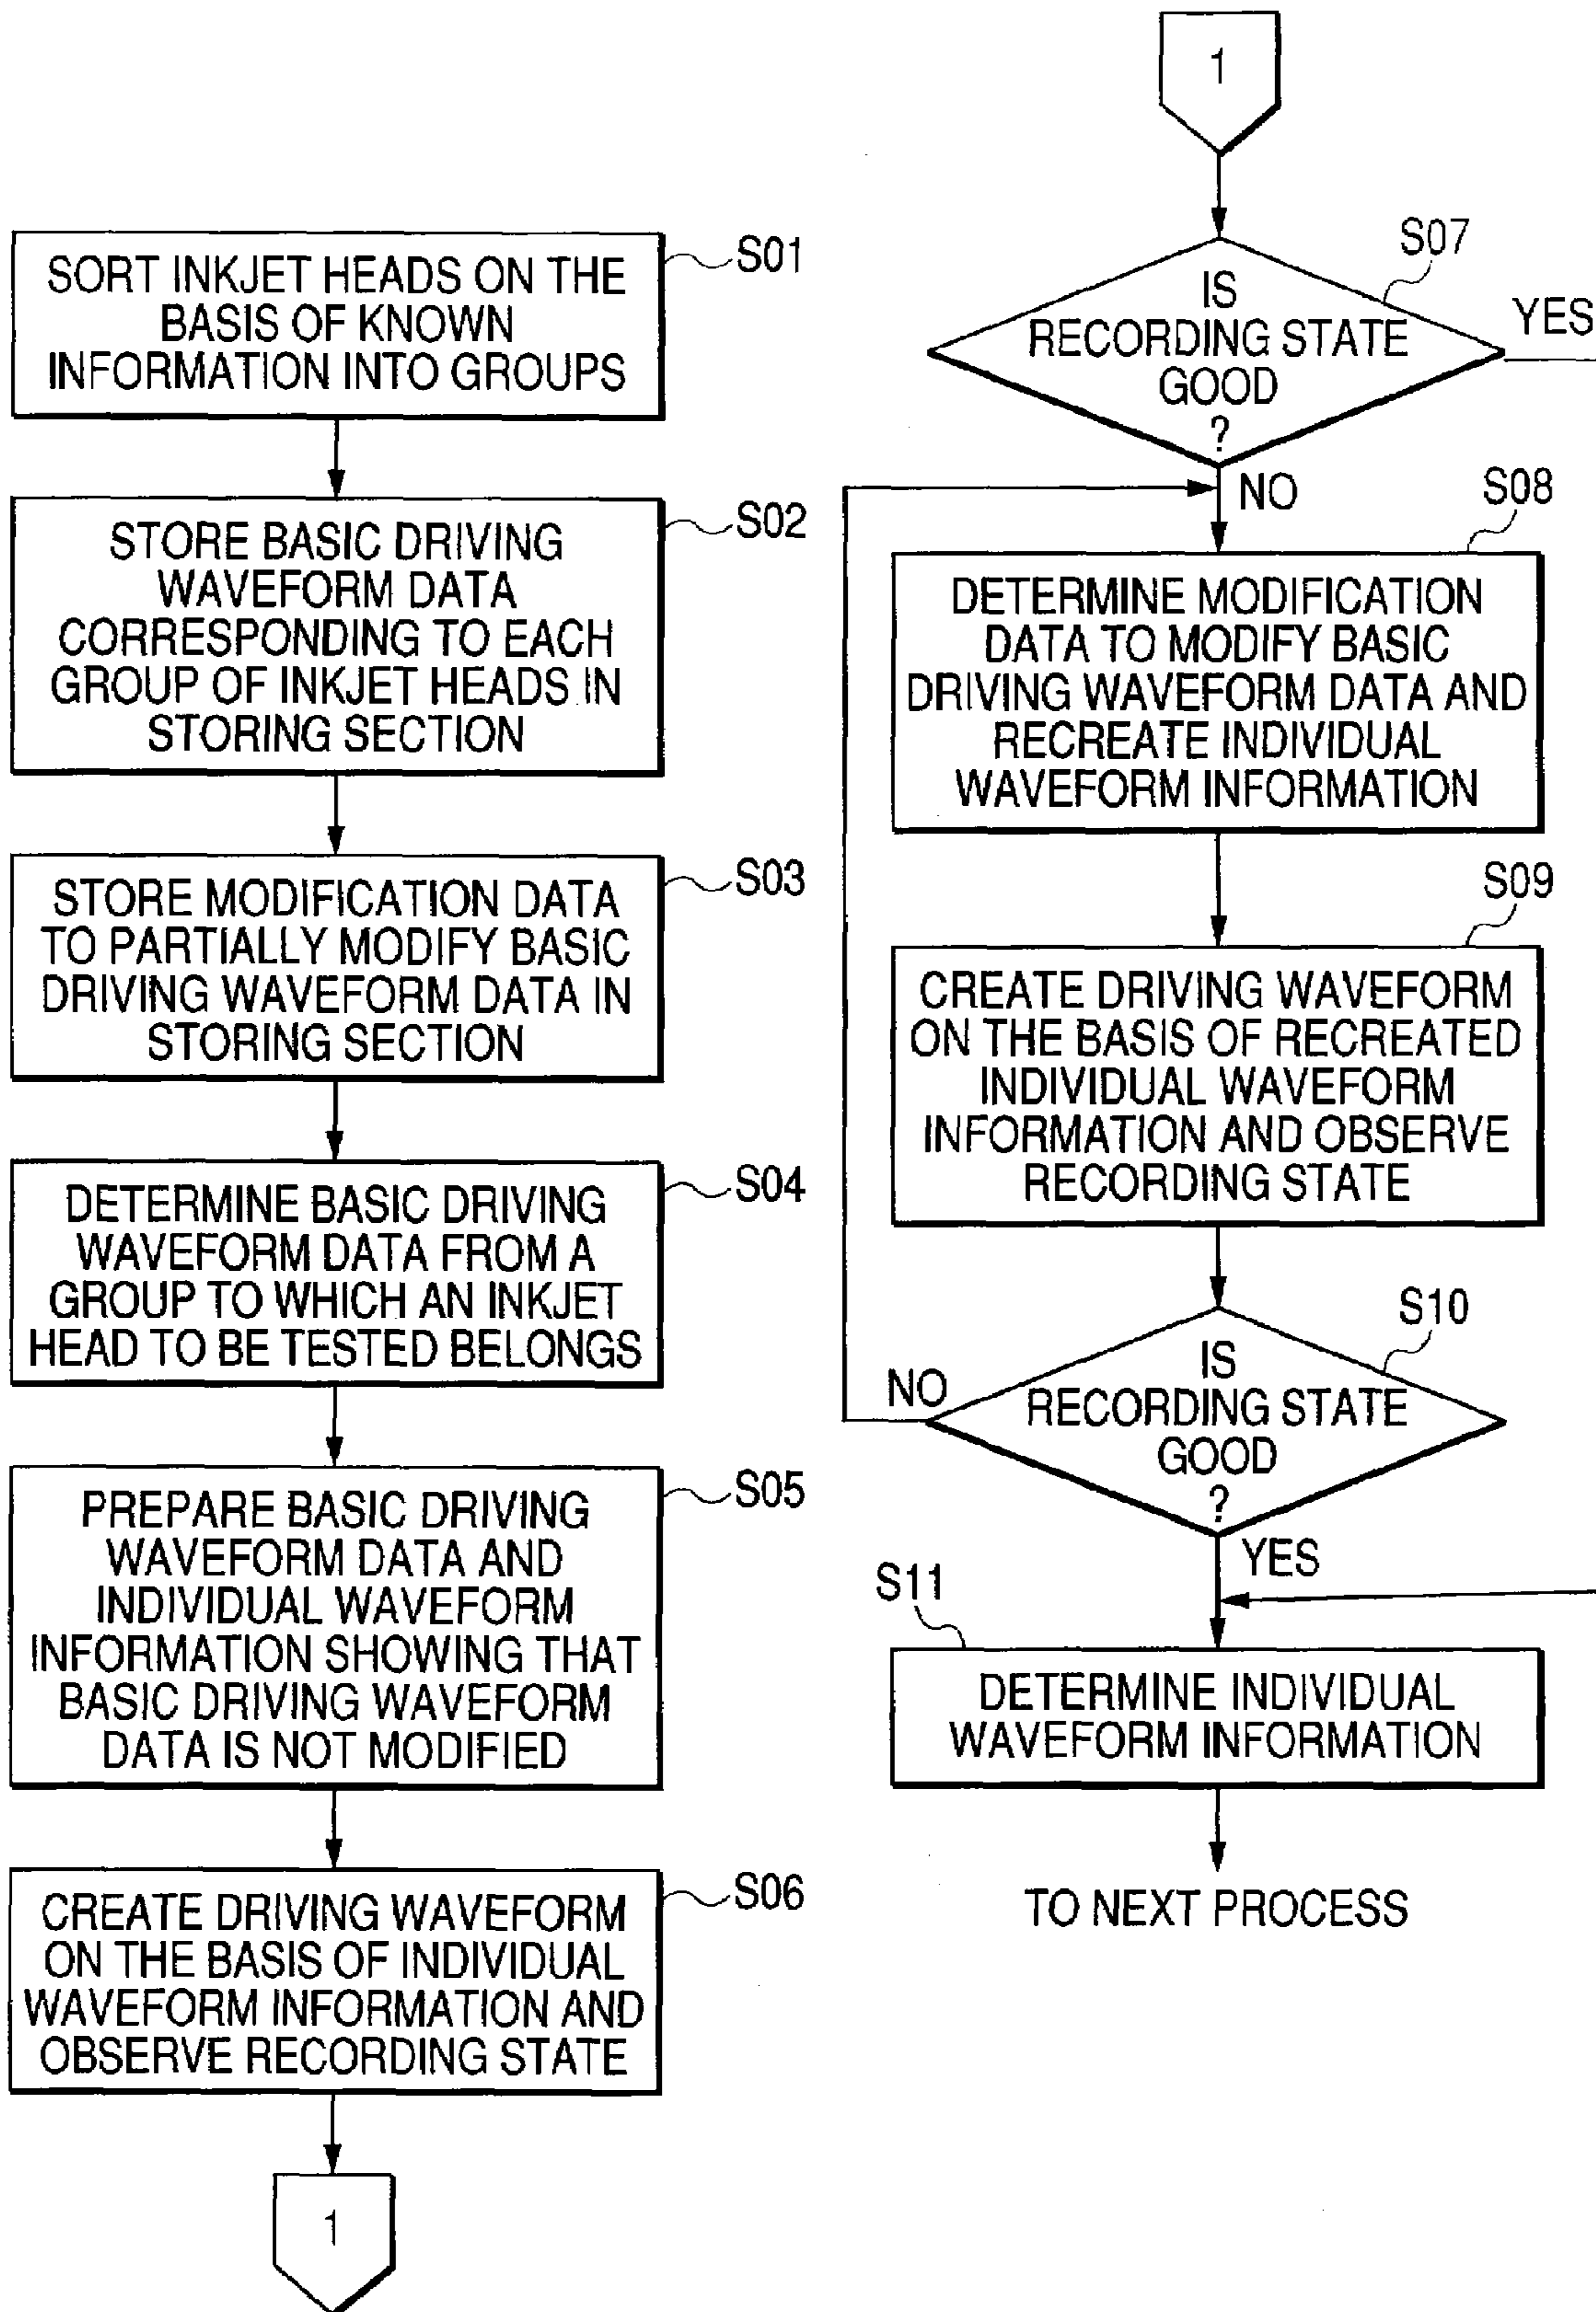 SORT INKJET HEADS ON THE
BASIS OF KNOWN
INFORMATION INTO GROUPS
S01
STORE BASIC DRIVING
WAVEFORM DATA
CORRESPONDING TO EACH
GROUP OF INKJET HEADS IN
STORING SECTION
S02
STORE MODIFICATION DATA
TO PARTIALLY MODIFY BASIC
DRIVING WAVEFORM DATA IN
STORING SECTION
S03
DETERMINE BASIC DRIVING
WAVEFORM DATA FROM A
GROUP TO WHICH AN INKJET
HEAD TO BE TESTED BELONGS
S04
PREPARE BASIC DRIVING
WAVEFORM DATA AND
INDIVIDUAL WAVEFORM
INFORMATION SHOWING THAT
BASIC DRIVING WAVEFORM
DATA IS NOT MODIFIED
S05
CREATE DRIVING WAVEFORM
ON THE BASIS OF INDIVIDUAL
WAVEFORM INFORMATION AND
OBSERVE RECORDING STATE
S06
1
1
IS
RECORDING STATE
GOOD
?
S07
YES
NO
S08
DETERMINE MODIFICATION
DATA TO MODIFY BASIC
DRIVING WAVEFORM DATA AND
RECREATE INDIVIDUAL
WAVEFORM INFORMATION
S09
CREATE DRIVING WAVEFORM
ON THE BASIS OF RECREATED
INDIVIDUAL WAVEFORM
INFORMATION AND OBSERVE
RECORDING STATE
S10
IS
RECORDING STATE
GOOD
?
NO
YES
S11
DETERMINE INDIVIDUAL
WAVEFORM INFORMATION
TO NEXT PROCESS